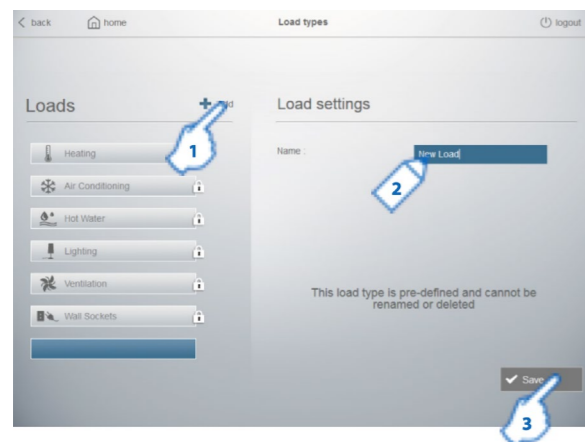 back
home
Load types
logout
Loads
Load settings
1
Heating
Air Conditioning
Hot Water
Lighting
Ventilation
Wall Sockets
Name :
New Load
2
This load type is pre-defined and cannot be
renamed or deleted
Save
3